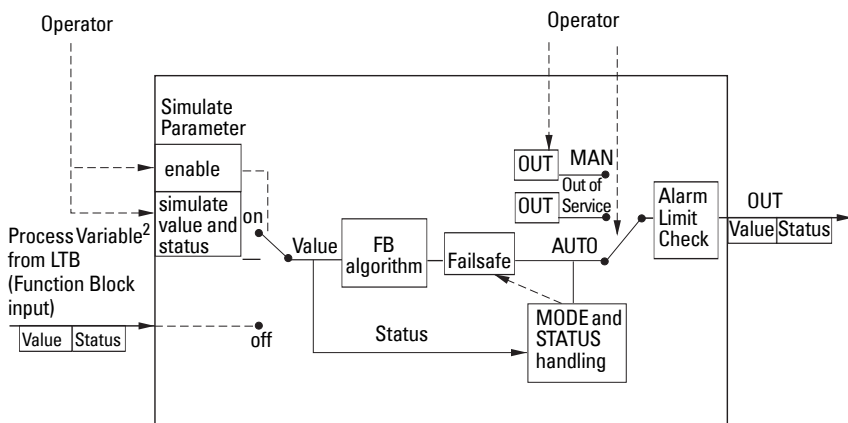 Operator
Operator
Simulate
Parameter
enable
simulate
value and
status
on
off
Process Variable²
from LTB
(Function Block
input)
Value Status
Value
FB
algorithm
Failsafe
Status
MODE and
STATUS
handling
OUT MAN
OUT Out of
Service
AUTO
Alarm
Limit
Check
OUT
Value Status